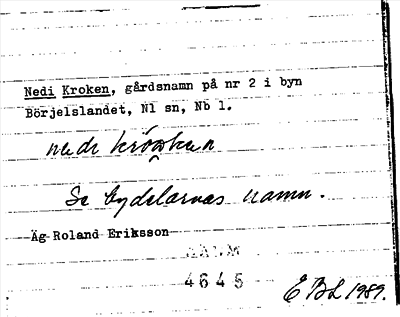 Nedi Kroken, gårdsnamn på nr 2 i byn
Börjelslandet, Nl sn, Nb l.
nedi
Se bydelarnas namn.
Äg Roland Eriksson
4645
EBL 1989.